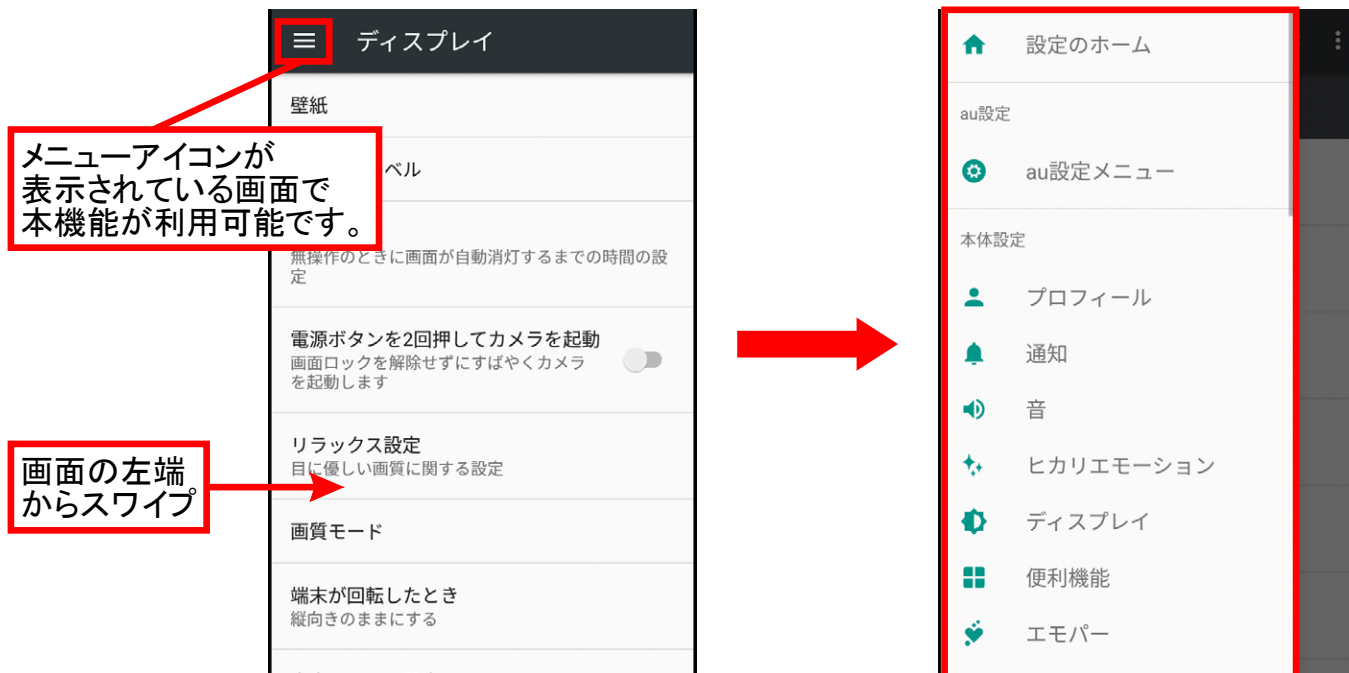 ディスプレイ
壁紙
メニューアイコンが
表示されている画面で
本機能が利用可能です。
ベル
無操作のときに画面が自動消灯するまでの時間の設
定
電源ボタンを2回押してカメラを起動
画面ロックを解除せずにすばやくカメラ
を起動します
リラックス設定
目に優しい画質に関する設定
画面の左端
からスワイプ
画質モード
端末が回転したとき
縦向きのままにする
設定のホーム
au設定
au設定メニュー
本体設定
プロフィール
通知
音
ヒカリエモーション
ディスプレイ
便利機能
エモパー